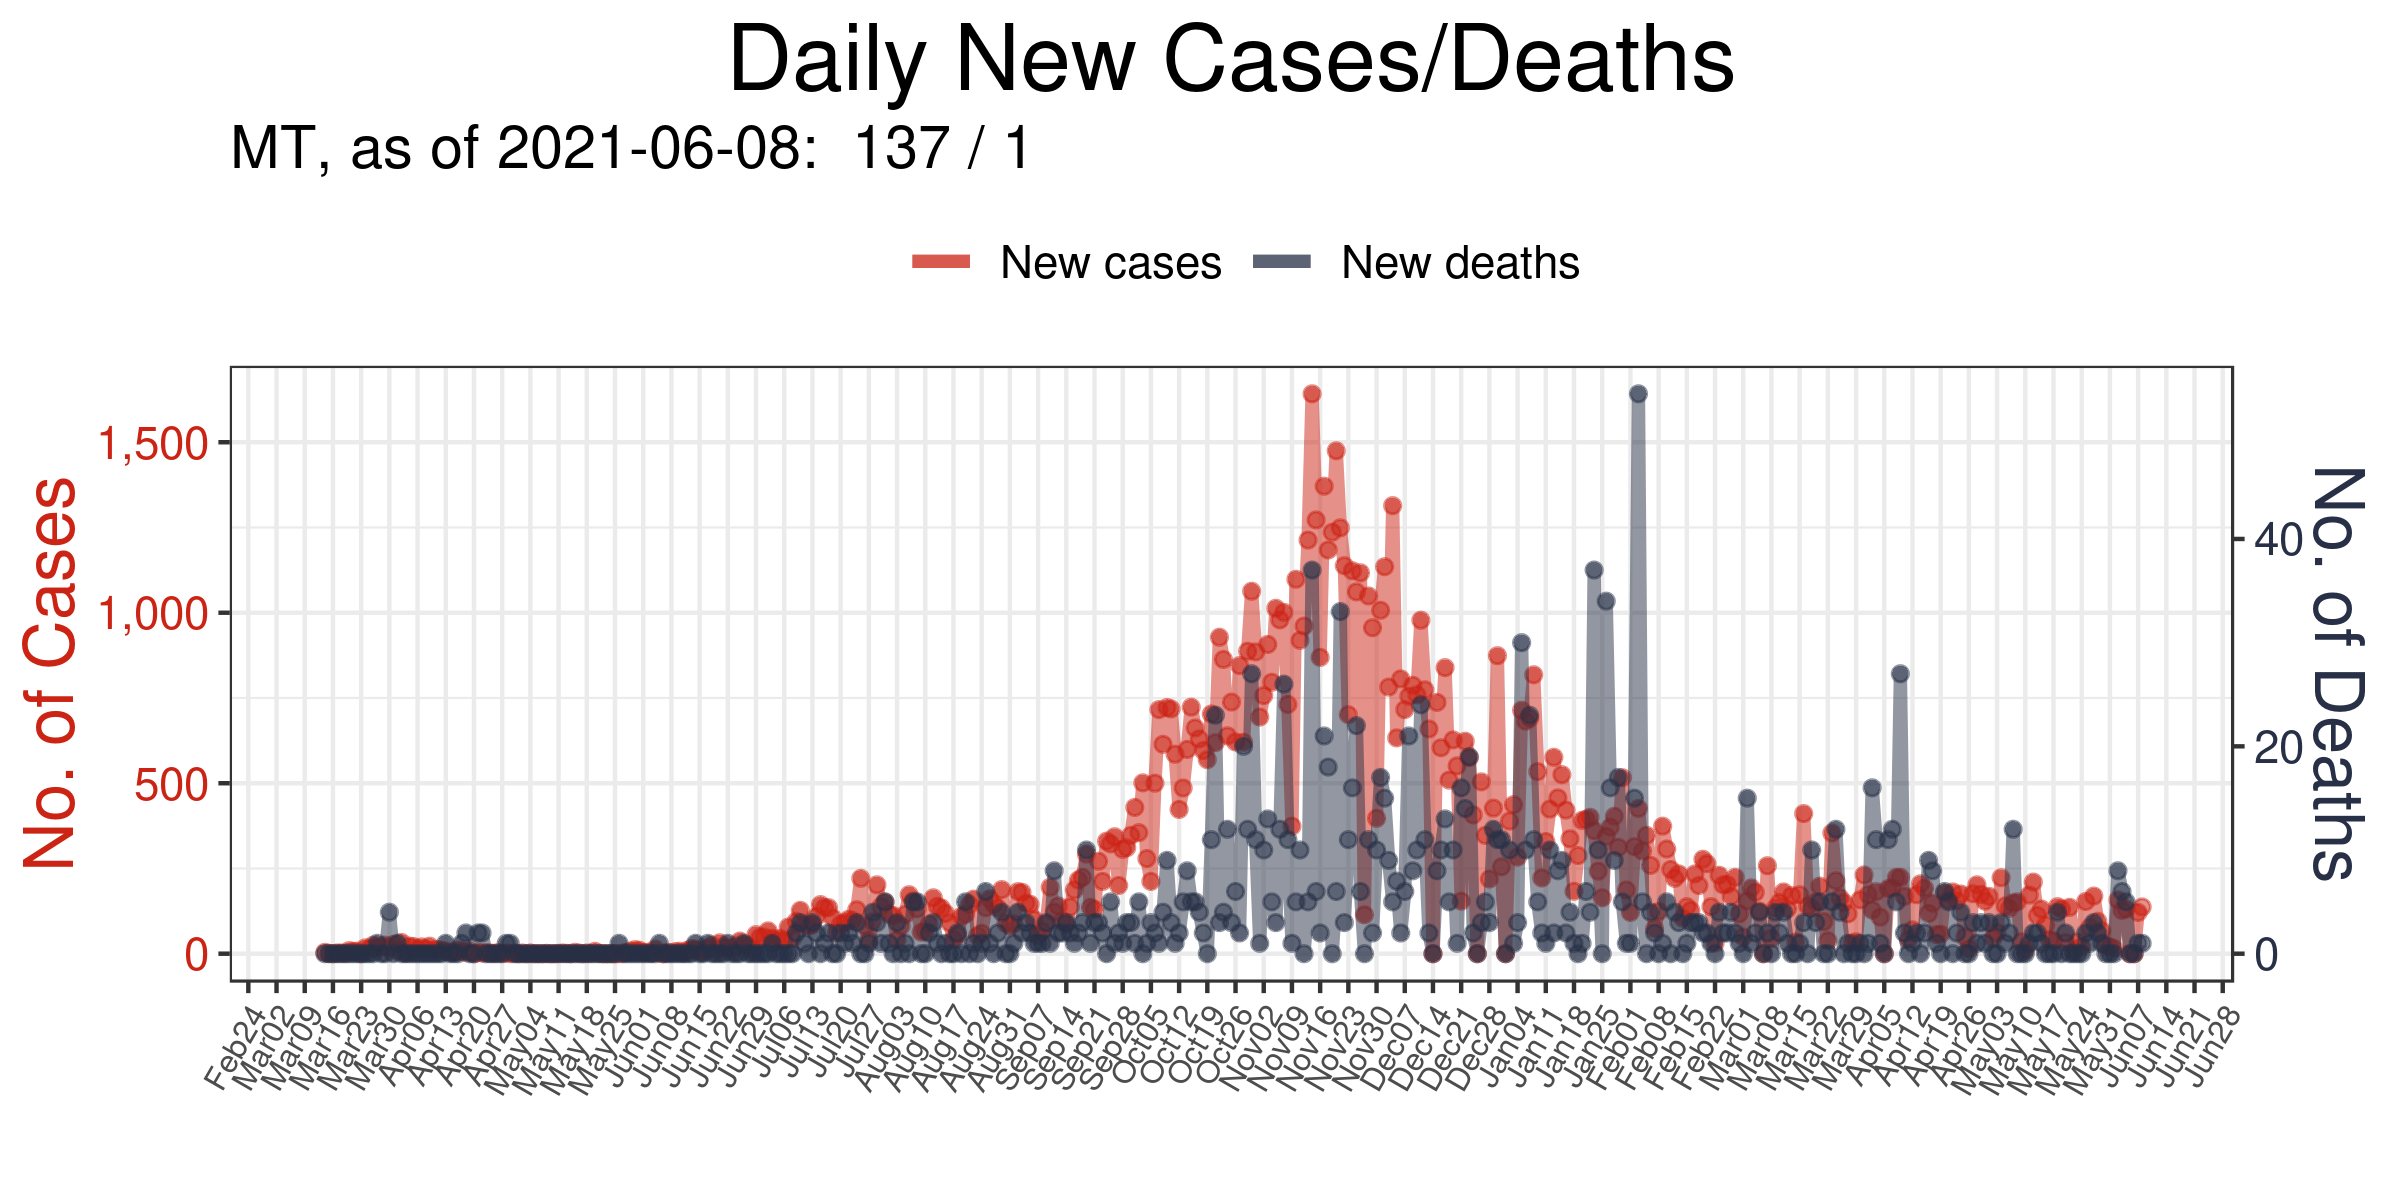 Daily New Cases/Deaths
MT, as of 2021-06-08:  137 / 1
New cases
New deaths
No. of Cases
1,500
1,000
500
0
No. of Deaths
40
20
0
Feb24
Mar02
Mar09
Mar16
Mar23
Mar30
Apr06
Apr13
Apr20
Apr27
May04
May11
May18
May25
Jun01
Jun08
Jun15
Jun22
Jun29
Jul06
Jul13
Jul20
Jul27
Aug03
Aug10
Aug17
Aug24
Aug31
Sep07
Sep14
Sep21
Sep28
Oct05
Oct12
Oct19
Oct26
Nov02
Nov09
Nov16
Nov23
Nov30
Dec07
Dec14
Dec21
Dec28
Jan04
Jan11
Jan18
Jan25
Feb01
Feb08
Feb15
Feb22
Mar01
Mar08
Mar15
Mar22
Mar29
Apr05
Apr12
Apr19
Apr26
May03
May10
May17
May24
May31
Jun07
Jun14
Jun21
Jun28